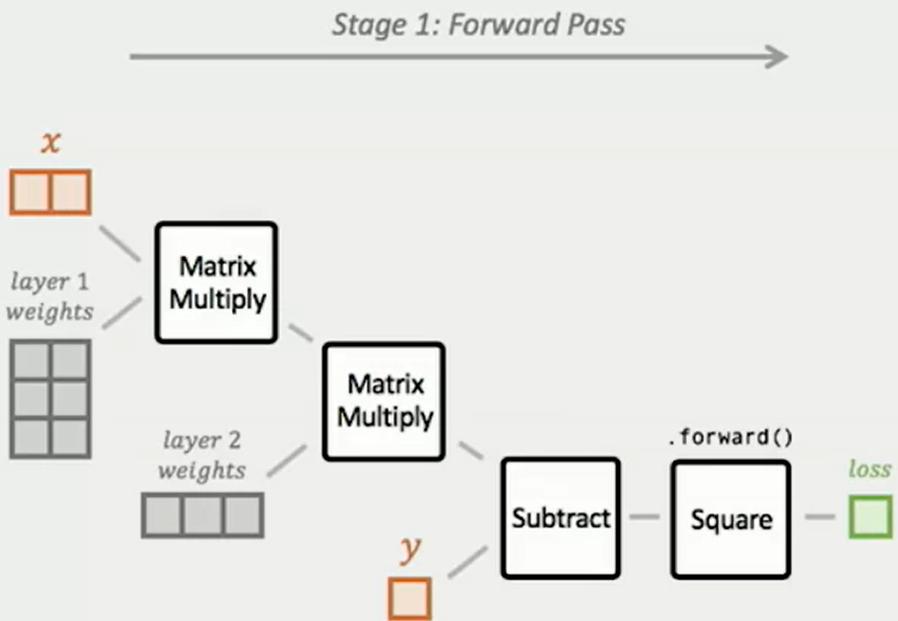 Stage 1: Forward Pass
x
layer 1
weights
Matrix
Multiply
Matrix
Multiply
layer 2
weights
.forward()
loss
Subtract
Square
y